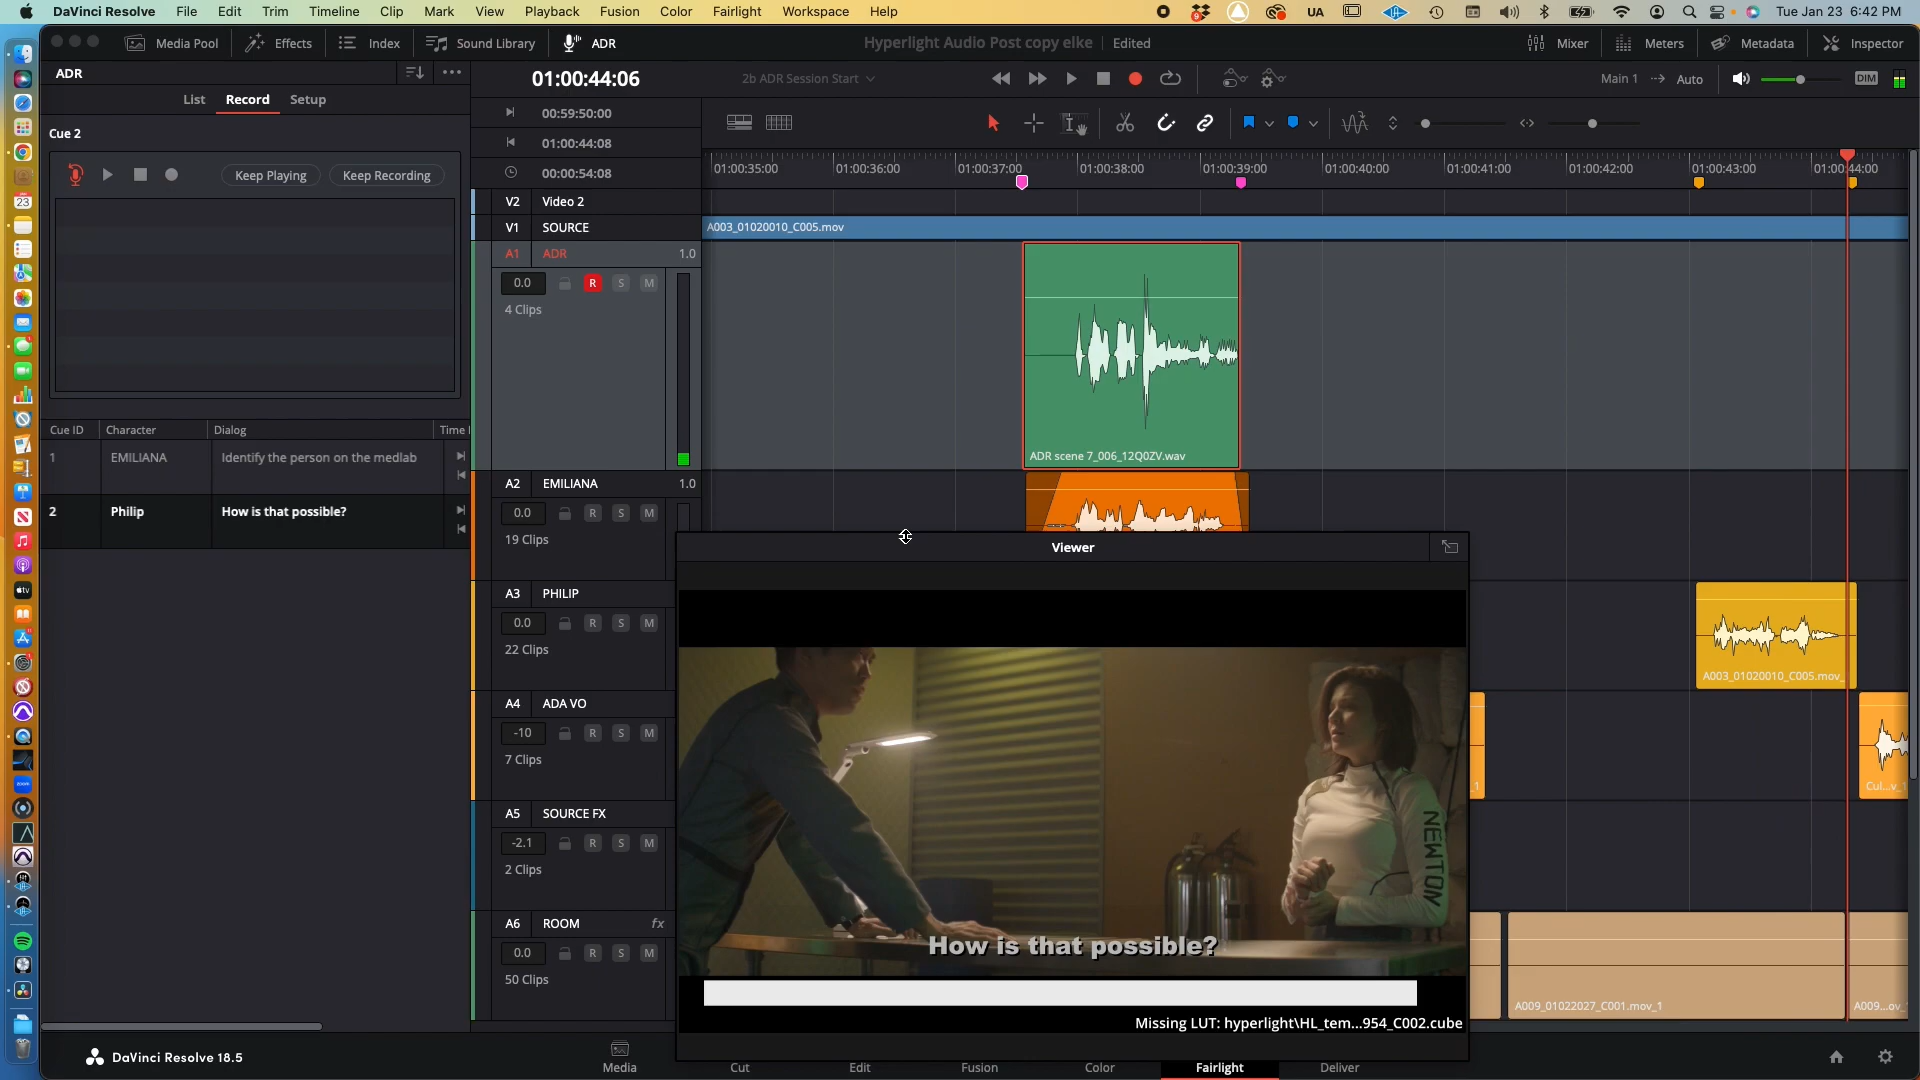 DaVinci Resolve File Edit Trim Timeline Clip Mark View Playback Fusion Color Fairlight Workspace Help UA Tue Jan 23 6:42 PM
Media Pool Effects Index Sound Library ADR Hyperlight Audio Post copy elke Edited Mixer Meters Metadata Inspector
ADR 01:00:44:06 2b ADR Session Start Main 1 Auto DIM
List Record Setup
00:59:50:00
Cue 2 01:00:44:08
Keep Playing Keep Recording 00:00:54:08
01:00:35:00 01:00:36:00 01:00:37:00 01:00:38:00 01:00:39:00 01:00:40:00 01:00:41:00 01:00:42:00 01:00:43:00 01:00:44:00
V2 Video 2
V1 SOURCE A003_01020010_C005.mov
A1 ADR 1.0
0.0 R S M
4 Clips
ADR scene 7_006_12Q0ZV.wav
Cue ID Character Dialog Time
1 EMILIANA Identify the person on the medlab
2 Philip How is that possible?
A2 EMILIANA 1.0
0.0 R S M
19 Clips
Viewer
A3 PHILIP
0.0 R S M
22 Clips
A003_01020010_C005.mov_
A4 ADA VO
-10 R S M
7 Clips
_1 Cul...v_1
NEWTON
A5 SOURCE FX
-2.1 R S M
2 Clips
A6 ROOM fx
0.0 R S M
50 Clips
How is that possible?
A009_01022027_C001.mov_1 A009...ov_
Missing LUT: hyperlight\HL_tem...954_C002.cube
DaVinci Resolve 18.5
Media Cut Edit Fusion Color Fairlight Deliver